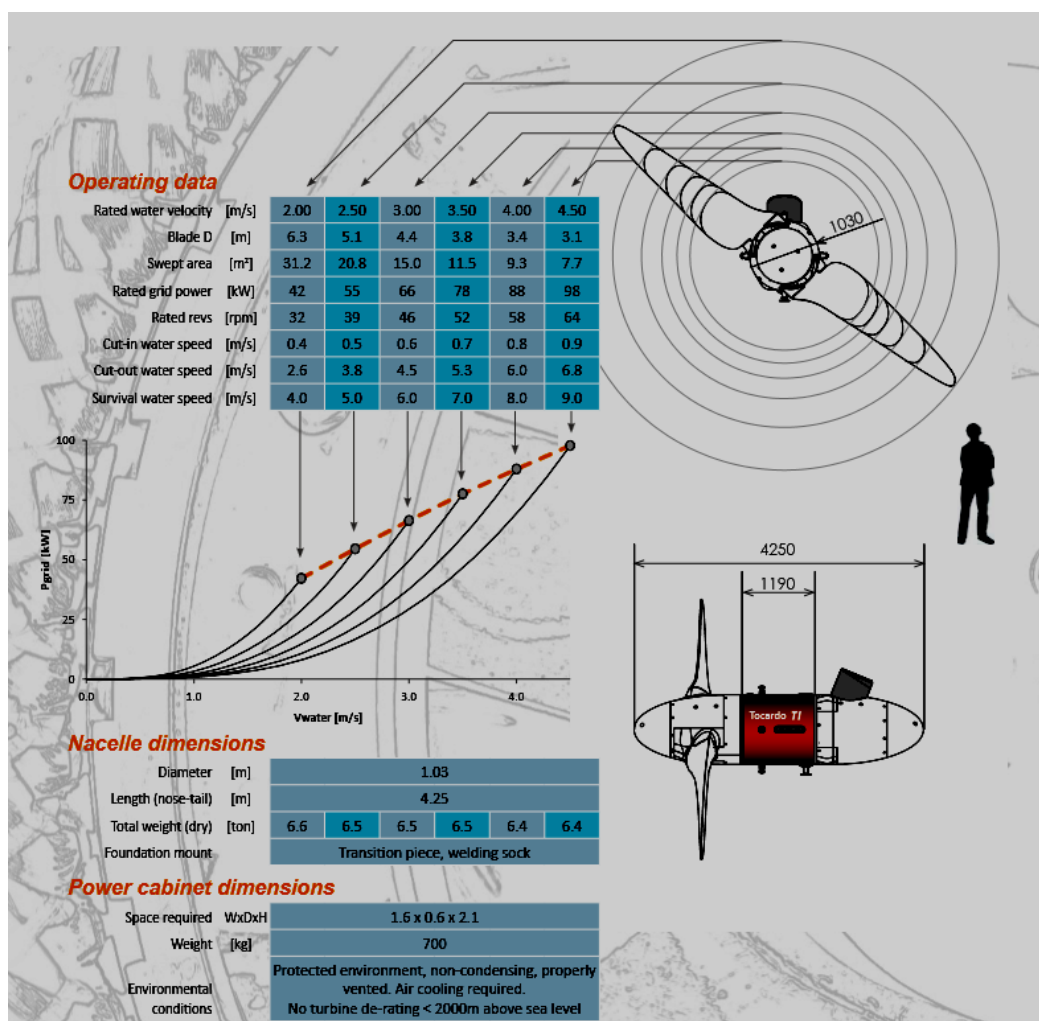 Operating data
Rated water velocity [m/s] 2.00 2.50 3.00 3.50 4.00 4.50
Blade D [m] 6.3 5.1 4.4 3.8 3.4 3.1
Swept area [m²] 31.2 20.8 15.0 11.5 9.3 7.7
Rated grid power [kW] 42 55 66 78 88 98
Rated revs [rpm] 32 39 46 52 58 64
Cut-in water speed [m/s] 0.4 0.5 0.6 0.7 0.8 0.9
Cut-out water speed [m/s] 2.6 3.8 4.5 5.3 6.0 6.8
Survival water speed [m/s] 4.0 5.0 6.0 7.0 8.0 9.0
1030
100
75
50
25
0
Pgrid [kW]
0.0 1.0 2.0 3.0 4.0
Vwater [m/s]
4250
1190
Tocardo T1
Nacelle dimensions
Diameter [m] 1.03
Length (nose-tail) [m] 4.25
Total weight (dry) [ton] 6.6 6.5 6.5 6.5 6.4 6.4
Foundation mount Transition piece, welding sock
Power cabinet dimensions
Space required WxDxH 1.6 x 0.6 x 2.1
Weight [kg] 700
Environmental conditions
Protected environment, non-condensing, properly
vented. Air cooling required.
No turbine de-rating < 2000m above sea level